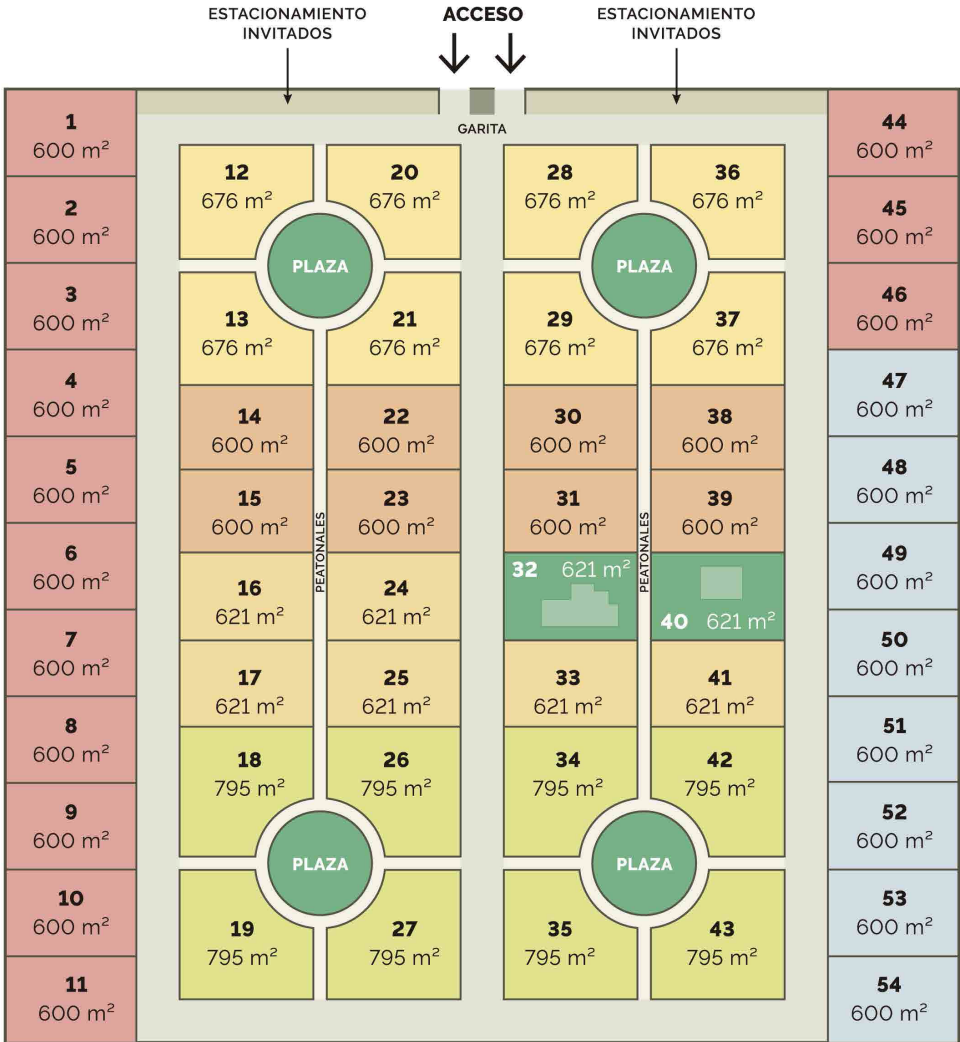 ESTACIONAMIENTO
INVITADOS
ACCESO
ESTACIONAMIENTO
INVITADOS
GARITA
1
600 m²
2
600 m²
3
600 m²
4
600 m²
5
600 m²
6
600 m²
7
600 m²
8
600 m²
9
600 m²
10
600 m²
11
600 m²
12
676 m²
20
676 m²
PLAZA
13
676 m²
21
676 m²
14
600 m²
22
600 m²
15
600 m²
23
600 m²
PEATONALES
16
621 m²
24
621 m²
17
621 m²
25
621 m²
18
795 m²
26
795 m²
PLAZA
19
795 m²
27
795 m²
28
676 m²
36
676 m²
PLAZA
29
676 m²
37
676 m²
30
600 m²
38
600 m²
31
600 m²
39
600 m²
PEATONALES
32 621 m²
40 621 m²
33
621 m²
41
621 m²
34
795 m²
42
795 m²
PLAZA
35
795 m²
43
795 m²
44
600 m²
45
600 m²
46
600 m²
47
600 m²
48
600 m²
49
600 m²
50
600 m²
51
600 m²
52
600 m²
53
600 m²
54
600 m²